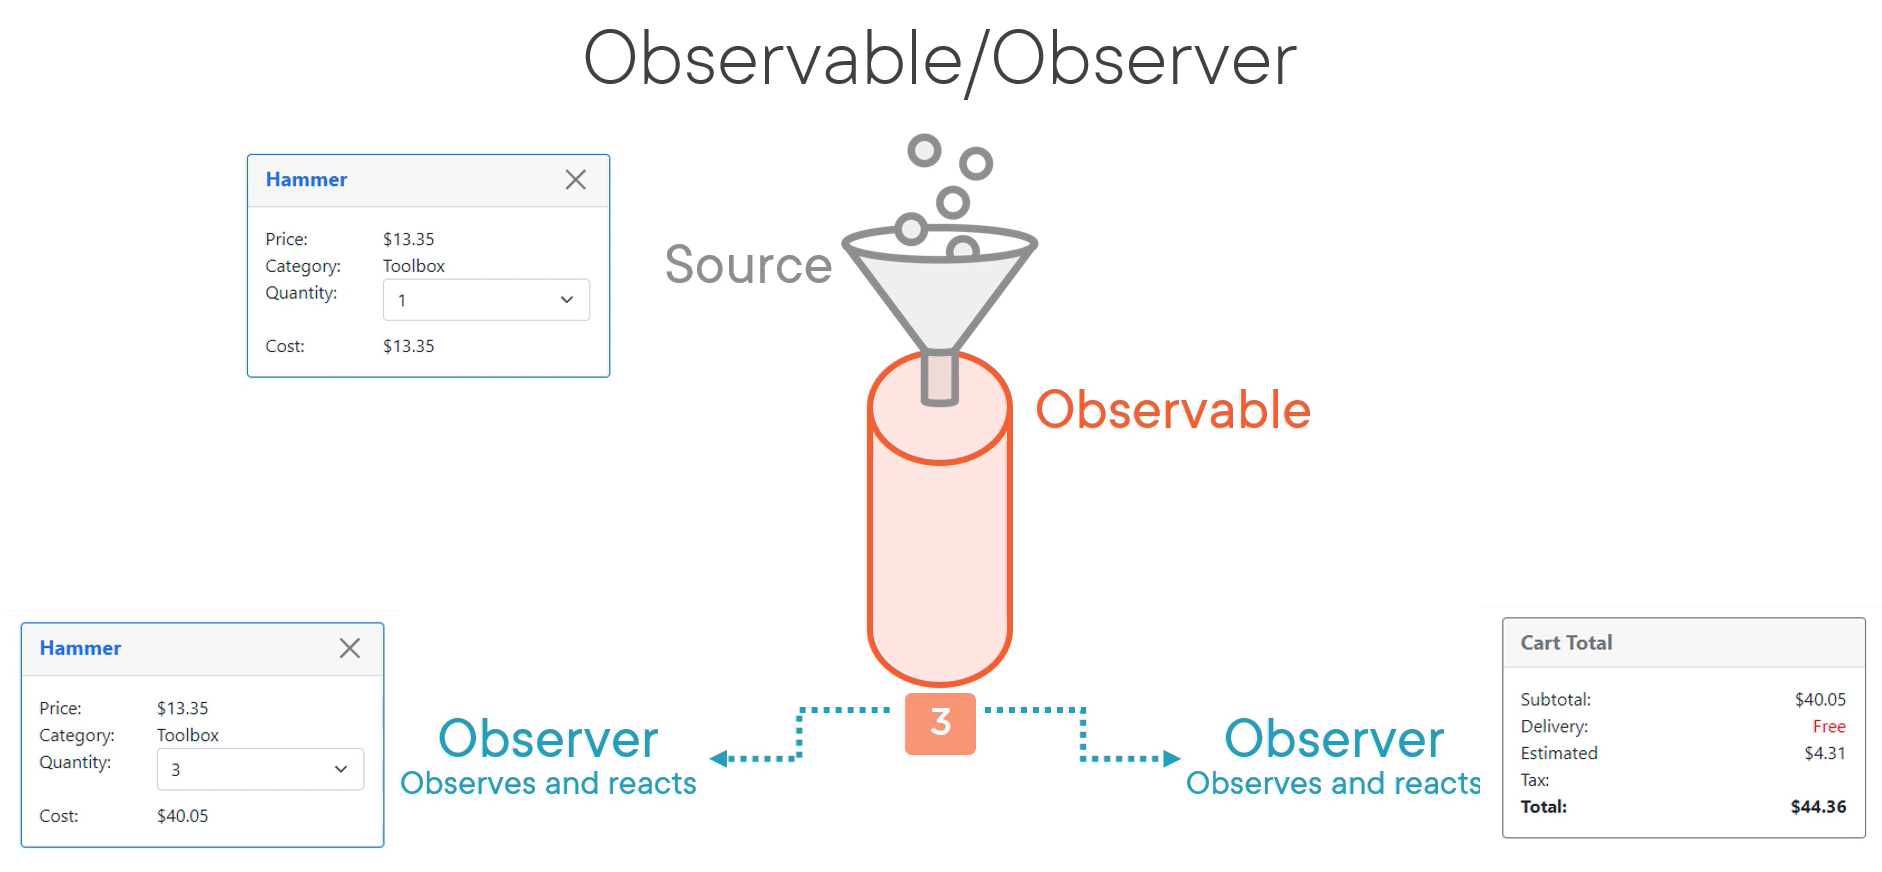 Observable/Observer
Hammer
Price: $13.35
Category: Toolbox
Quantity: 1
Cost: $13.35
Source
Observable
Hammer
Price: $13.35
Category: Toolbox
Quantity: 3
Cost: $40.05
Observer
Observes and reacts
3
Observer
Observes and reacts
Cart Total
Subtotal: $40.05
Delivery: Free
Estimated $4.31
Tax:
Total: $44.36